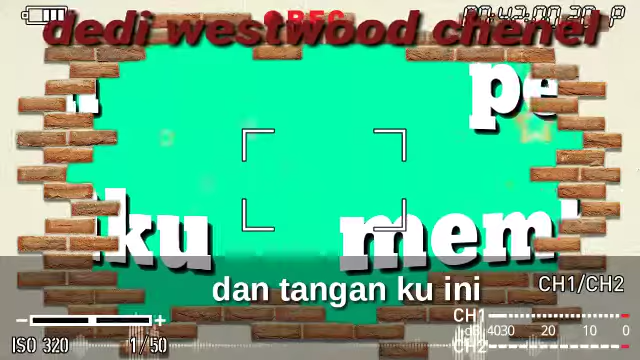 dedi westwood chenel
REC
pe
ku mem
dan tangan ku ini
CH1/CH2
CH1
dB 40 30 20 10 0
CH2
- +
ISO 320 1/50